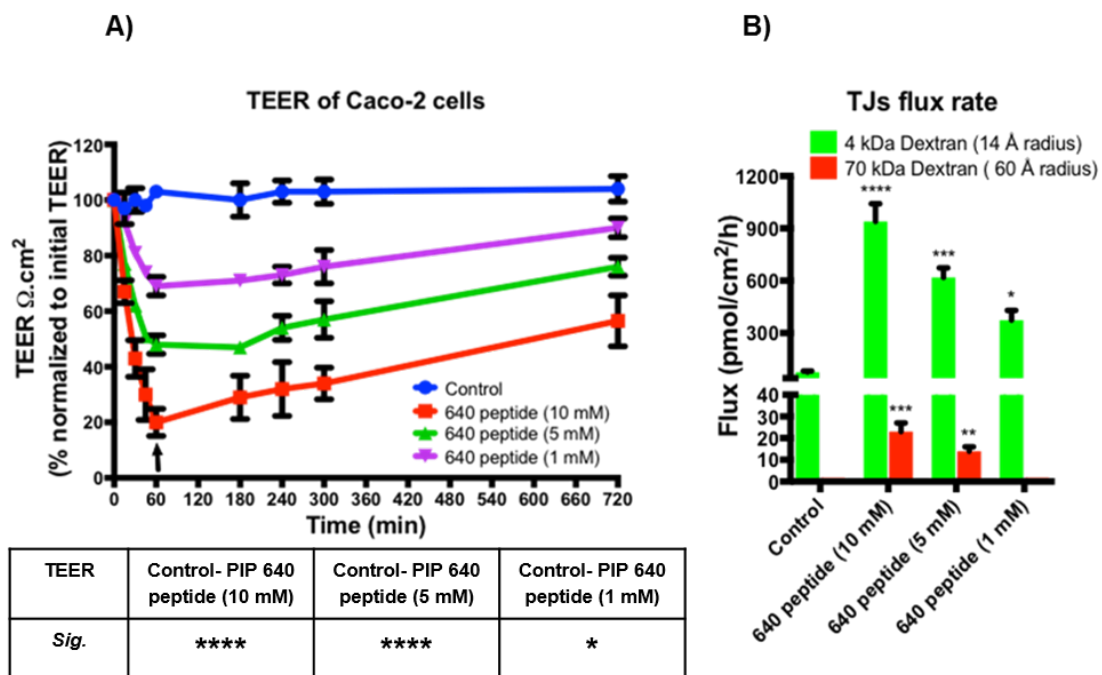 A)
TEER of Caco-2 cells
TEER Ω.cm²
(% normalized to initial TEER)
120
100
80
60
40
20
0
Control
640 peptide (10 mM)
640 peptide (5 mM)
640 peptide (1 mM)
0 60 120 180 240 300 360 420 480 540 600 660 720
Time (min)
TEER
Control- PIP 640 peptide (10 mM)
Control- PIP 640 peptide (5 mM)
Control- PIP 640 peptide (1 mM)
Sig.
****
****
*
B)
TJs flux rate
4 kDa Dextran (14 Å radius)
70 kDa Dextran ( 60 Å radius)
Flux (pmol/cm²/h)
1200
900
600
300
40
30
20
10
0
****
***
*
***
**
Control
640 peptide (10 mM)
640 peptide (5 mM)
640 peptide (1 mM)